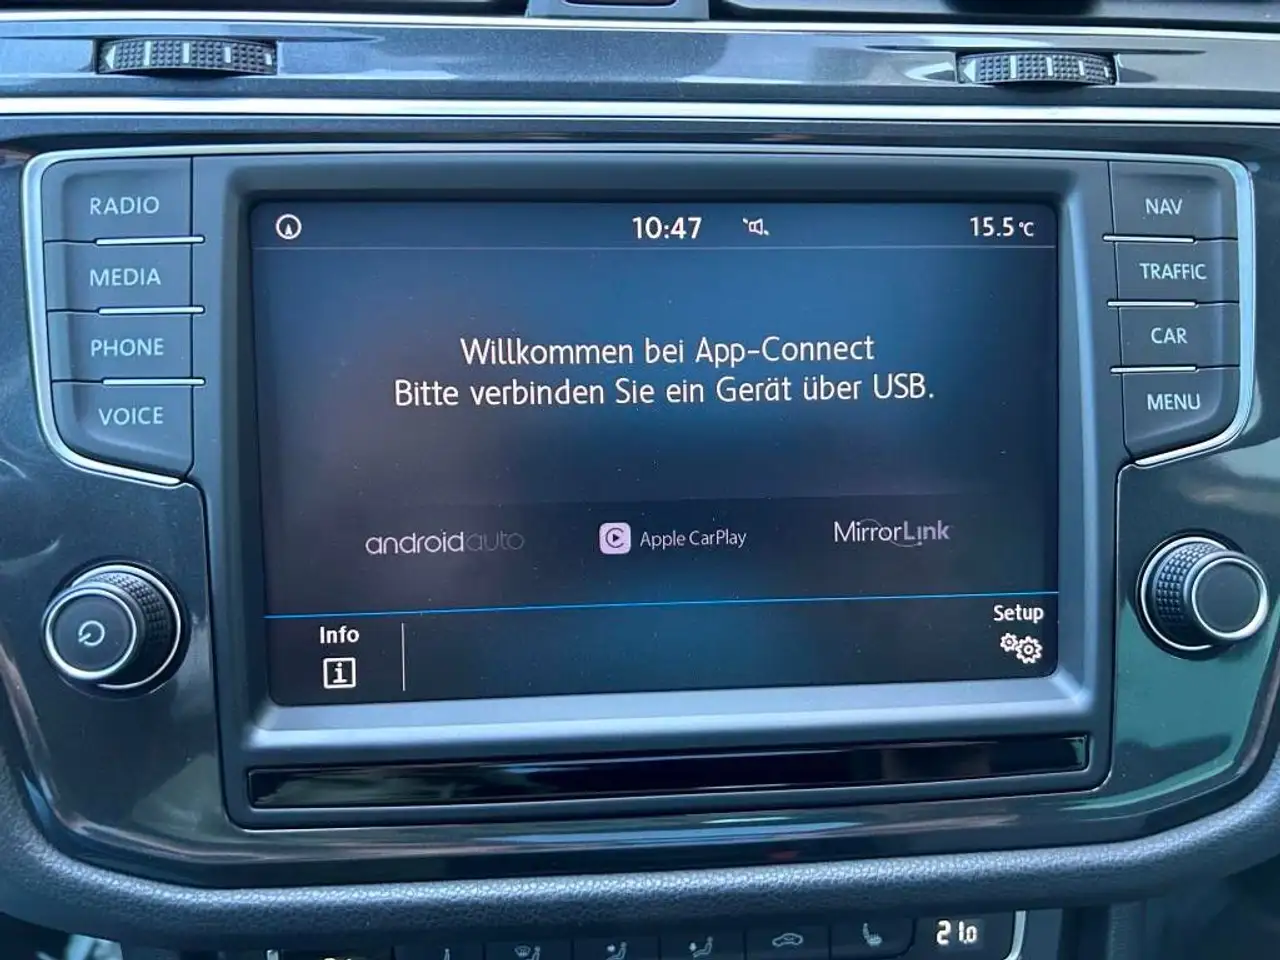 RADIO
MEDIA
PHONE
VOICE
10:47
15.5 °C
Willkommen bei App-Connect
Bitte verbinden Sie ein Gerät über USB.
androidauto
Apple CarPlay
MirrorLink
Info
i
Setup
NAV
TRAFFIC
CAR
MENU
21.0